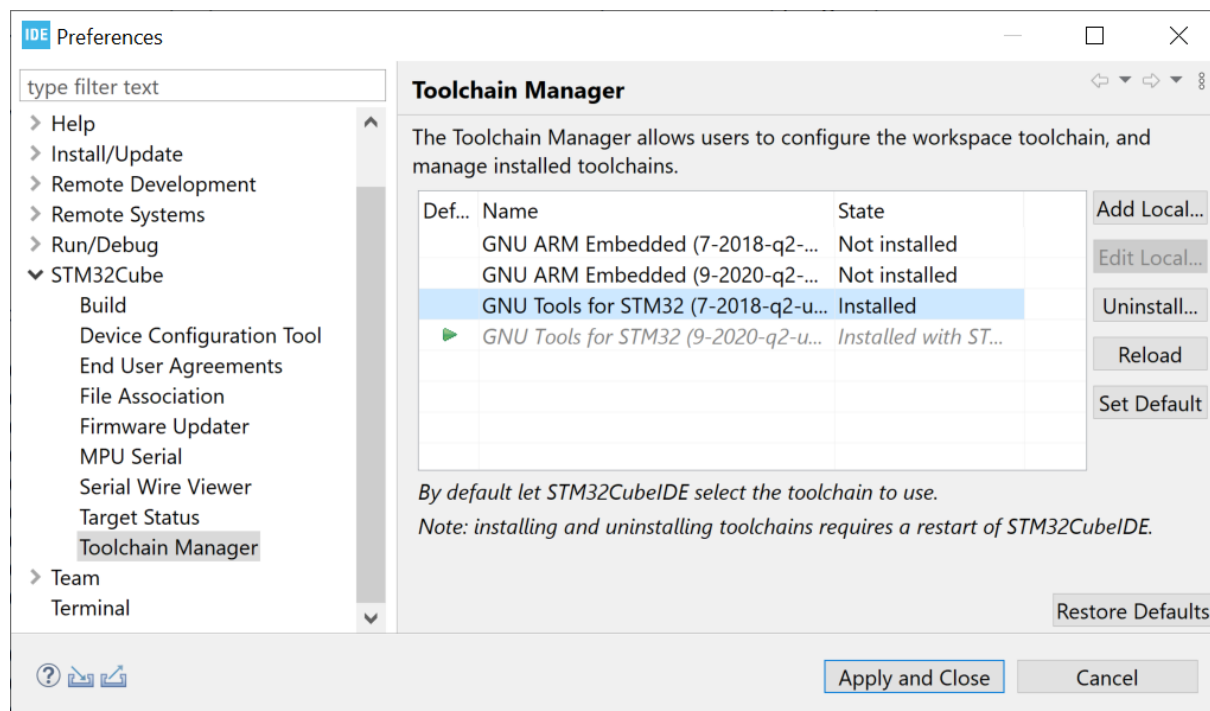 IDE Preferences
type filter text
Help
Install/Update
Remote Development
Remote Systems
Run/Debug
STM32Cube
Build
Device Configuration Tool
End User Agreements
File Association
Firmware Updater
MPU Serial
Serial Wire Viewer
Target Status
Toolchain Manager
Team
Terminal
Toolchain Manager
The Toolchain Manager allows users to configure the workspace toolchain, and
manage installed toolchains.
Def... Name State
GNU ARM Embedded (7-2018-q2-... Not installed
GNU ARM Embedded (9-2020-q2-... Not installed
GNU Tools for STM32 (7-2018-q2-u... Installed
GNU Tools for STM32 (9-2020-q2-u... Installed with ST...
Add Local...
Edit Local...
Uninstall...
Reload
Set Default
By default let STM32CubeIDE select the toolchain to use.
Note: installing and uninstalling toolchains requires a restart of STM32CubeIDE.
Restore Defaults
? Apply and Close Cancel